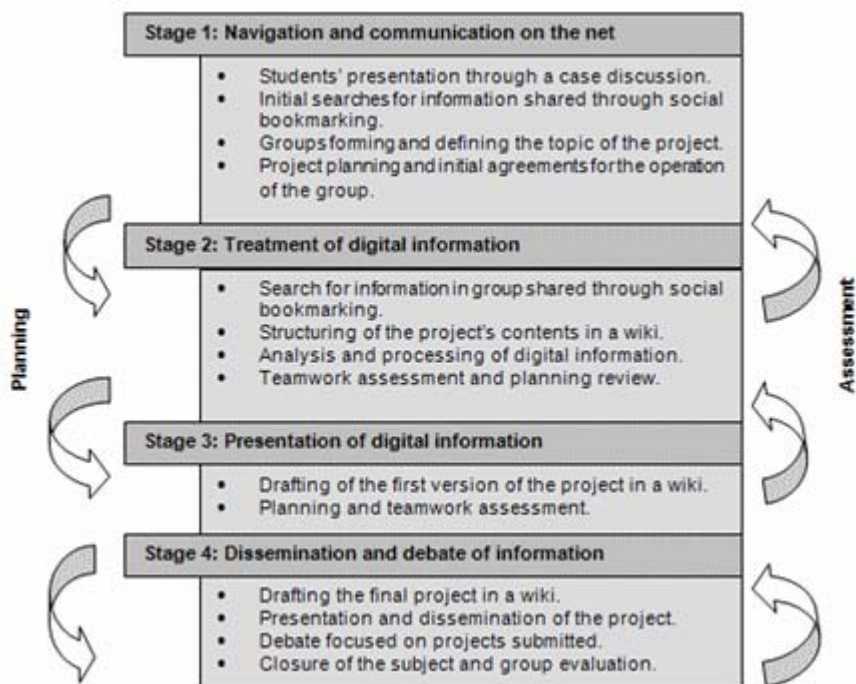 Stage 1: Navigation and communication on the net
• Students' presentation through a case discussion.
• Initial searches for information shared through social
bookmarking.
• Groups forming and defining the topic of the project.
• Project planning and initial agreements for the operation
of the group.
Stage 2: Treatment of digital information
• Search for information in group shared through social
bookmarking.
• Structuring of the project's contents in a wiki.
• Analysis and processing of digital information.
• Teamwork assessment and planning review.
Stage 3: Presentation of digital information
• Drafting of the first version of the project in a wiki.
• Planning and teamwork assessment.
Stage 4: Dissemination and debate of information
• Drafting the final project in a wiki.
• Presentation and dissemination of the project.
• Debate focused on projects submitted.
• Closure of the subject and group evaluation.
Planning
Assessment